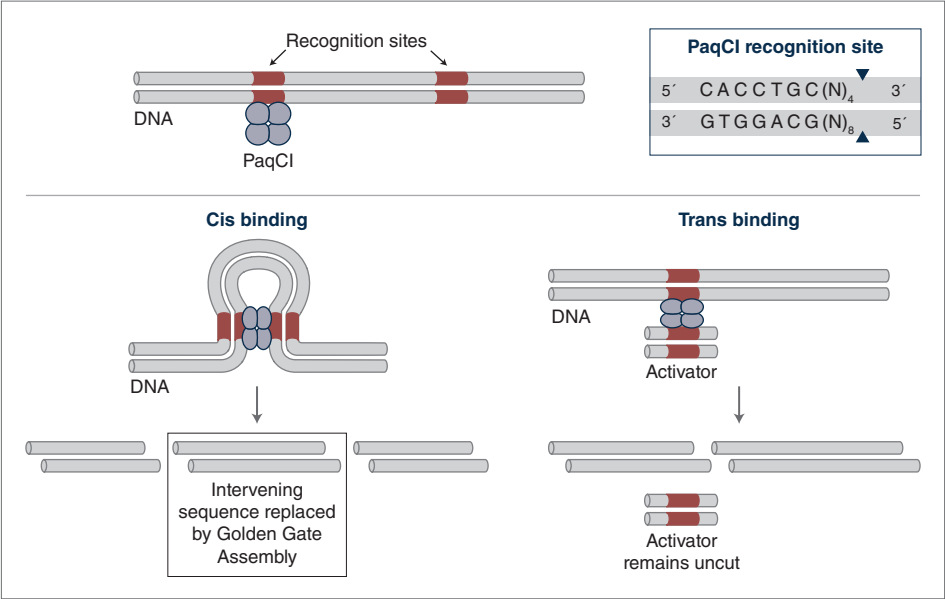 Recognition sites
DNA
PaqCI
PaqCI recognition site
5´ CACCTGC(N)4 3´
3´ GTGGACG(N)8 5´
Cis binding
DNA
Intervening
sequence replaced
by Golden Gate
Assembly
Trans binding
DNA
Activator
Activator
remains uncut